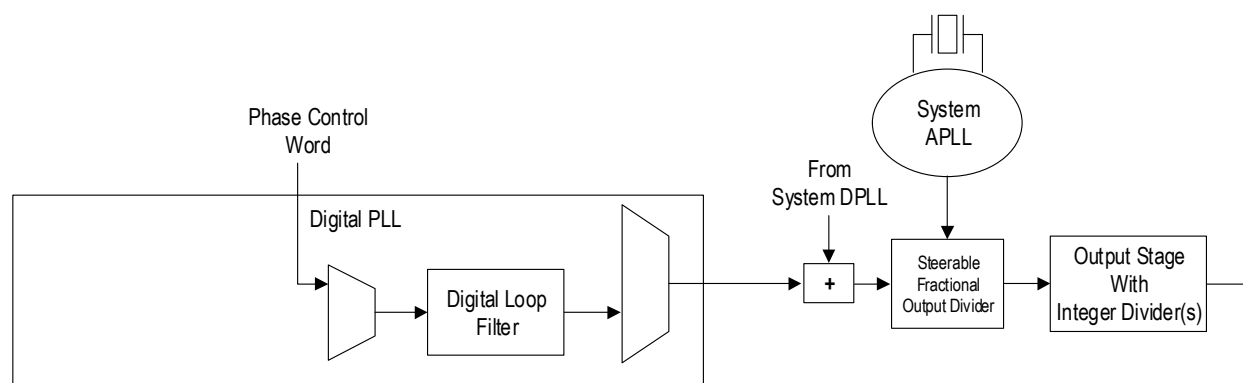 System
APLL
Phase Control
Word
From
System DPLL
Digital PLL
Digital Loop
Filter
+
Steerable
Fractional
Output Divider
Output Stage
With
Integer Divider(s)